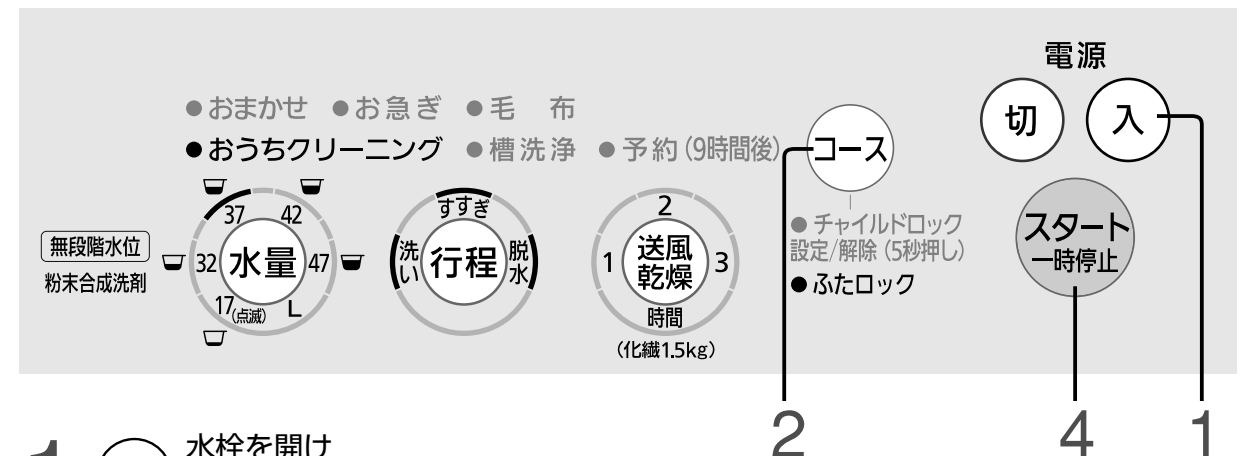 電源
切 入
●おまかせ ●お急ぎ ●毛 布
●おうちクリーニング ●槽洗浄 ●予約(9時間後)
コース
●チャイルドロック
設定/解除(5秒押し)
●ふたロック
スタート
一時停止
無段階水位
粉末合成洗剤
37 42
32 水量 47
17(点滅) L
すすぎ
洗い 行程 脱水
2
1 送風乾燥 3
時間
(化繊1.5kg)
2 4 1
1 水栓を開け